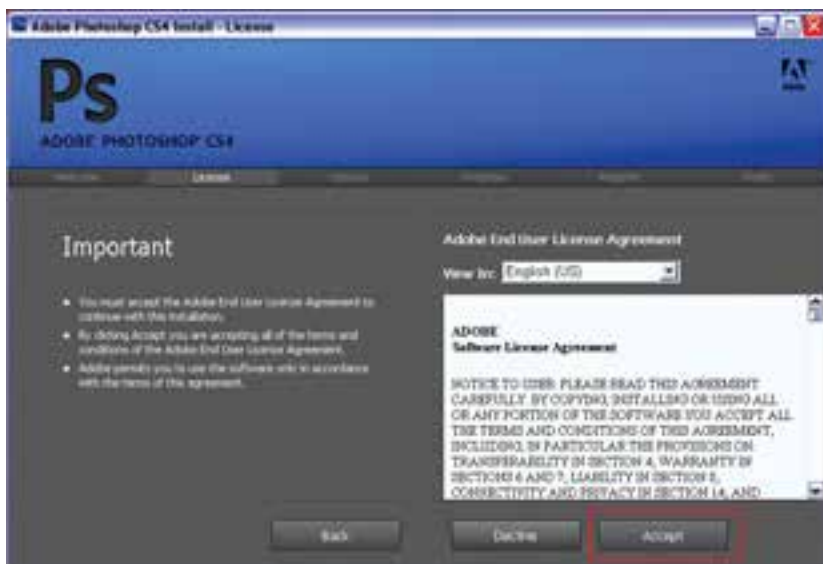 Adobe Photoshop CS4 Install - License
Ps
ADOBE PHOTOSHOP CS4
Welcome License Options Progress Register Finish
Important
You must accept the Adobe End User License Agreement to
continue with this installation.
By clicking Accept you are accepting all of the terms and
conditions of the Adobe End User License Agreement.
Adobe permits you to use the software only in accordance
with the terms of this agreement.
Adobe End User License Agreement
View In: English (US)
ADOBE
Software License Agreement
NOTICE TO USER: PLEASE READ THIS AGREEMENT
CAREFULLY. BY COPYING, INSTALLING OR USING ALL
OR ANY PORTION OF THE SOFTWARE YOU ACCEPT ALL
THE TERMS AND CONDITIONS OF THIS AGREEMENT,
INCLUDING, IN PARTICULAR THE PROVISIONS ON
TRANSFERABILITY IN SECTION 4, WARRANTY IN
SECTIONS 6 AND 7, LIABILITY IN SECTION 8,
CONNECTIVITY AND PRIVACY IN SECTION 14, AND
Back Decline Accept